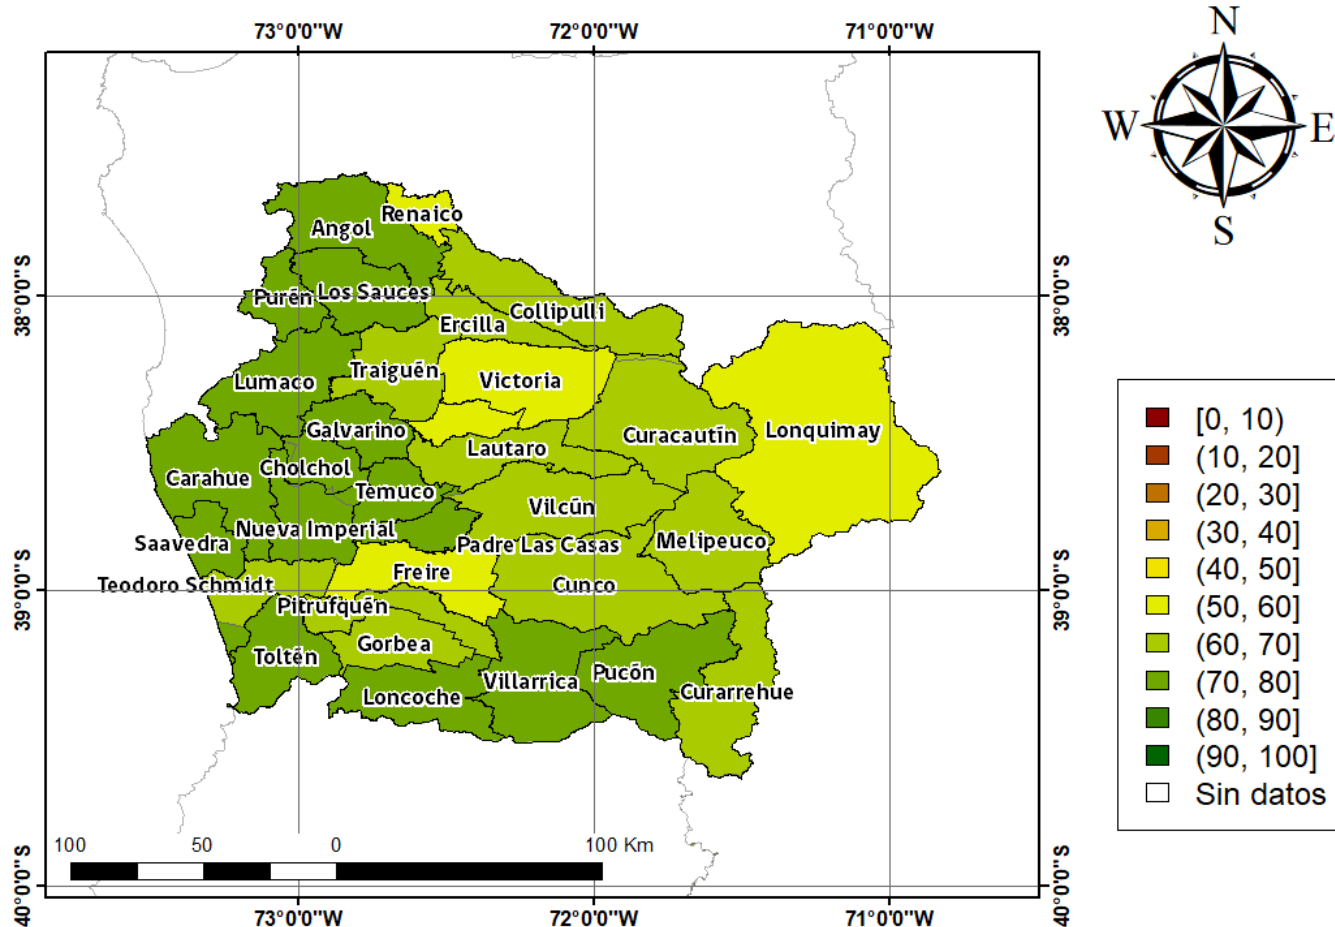 73°0'0"W
72°0'0"W
71°0'0"W
N
W
E
S
38°0'0"S
38°0'0"S
39°0'0"S
39°0'0"S
40°0'0"S
40°0'0"S
Renaico
Angol
Purén
Los Sauces
Collipulli
Ercilla
Traiguén
Victoria
Lumaco
Galvarino
Curacautín
Lonquimay
Lautaro
Cholchol
Carahue
Temuco
Vilcún
Nueva Imperial
Saavedra
Padre Las Casas
Melipeuco
Freire
Teodoro Schmidt
Cunco
Pitrufquén
Gorbea
Toltén
Pucón
Villarrica
Curarrehue
Loncoche
[0, 10)
(10, 20]
(20, 30]
(30, 40]
(40, 50]
(50, 60]
(60, 70]
(70, 80]
(80, 90]
(90, 100]
Sin datos
100 50 0 100 Km
73°0'0"W
72°0'0"W
71°0'0"W